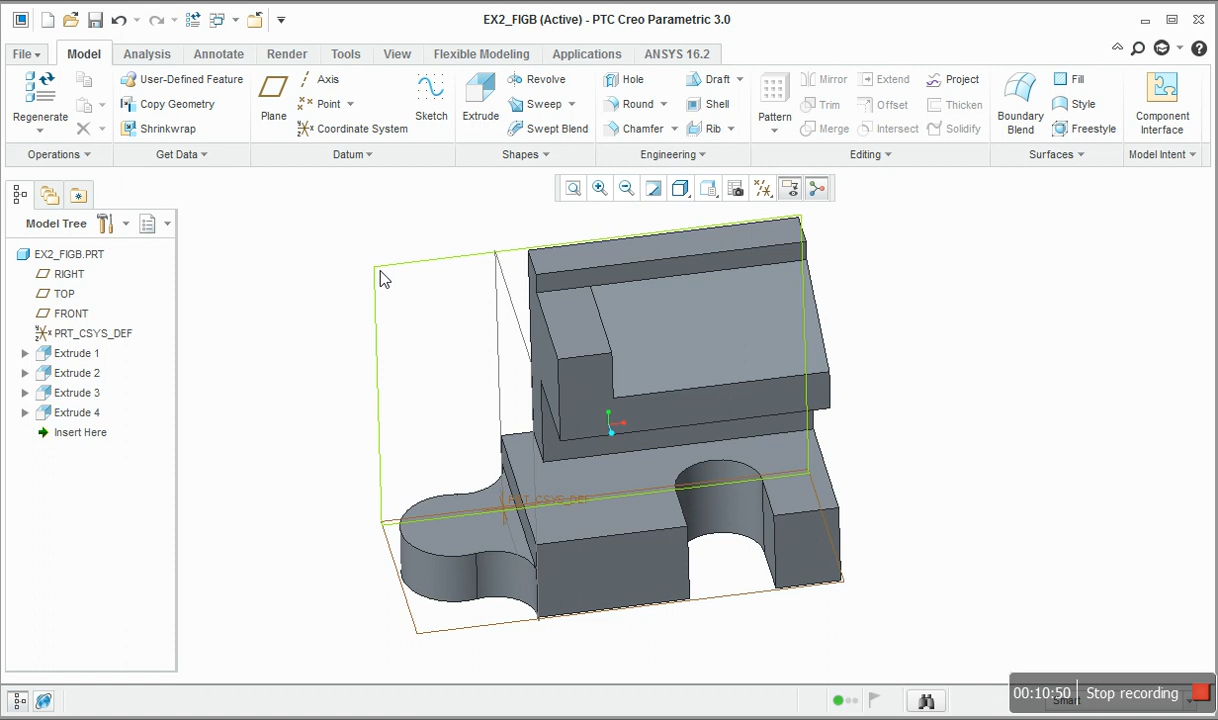 EX2_FIGB (Active) - PTC Creo Parametric 3.0
File Model Analysis Annotate Render Tools View Flexible Modeling Applications ANSYS 16.2
Regenerate
Operations
User-Defined Feature
Copy Geometry
Shrinkwrap
Get Data
Plane
Axis
Point
Coordinate System
Datum
Sketch
Extrude
Revolve
Sweep
Swept Blend
Shapes
Hole
Round
Chamfer
Draft
Shell
Rib
Engineering
Pattern
Mirror
Trim
Merge
Extend
Offset
Intersect
Project
Thicken
Solidify
Editing
Boundary
Blend
Fill
Style
Freestyle
Surfaces
Component
Interface
Model Intent
Model Tree
EX2_FIGB.PRT
RIGHT
TOP
FRONT
PRT_CSYS_DEF
Extrude 1
Extrude 2
Extrude 3
Extrude 4
Insert Here
PRT_CSYS_DEF
00:10:50 Stop recording
Smart